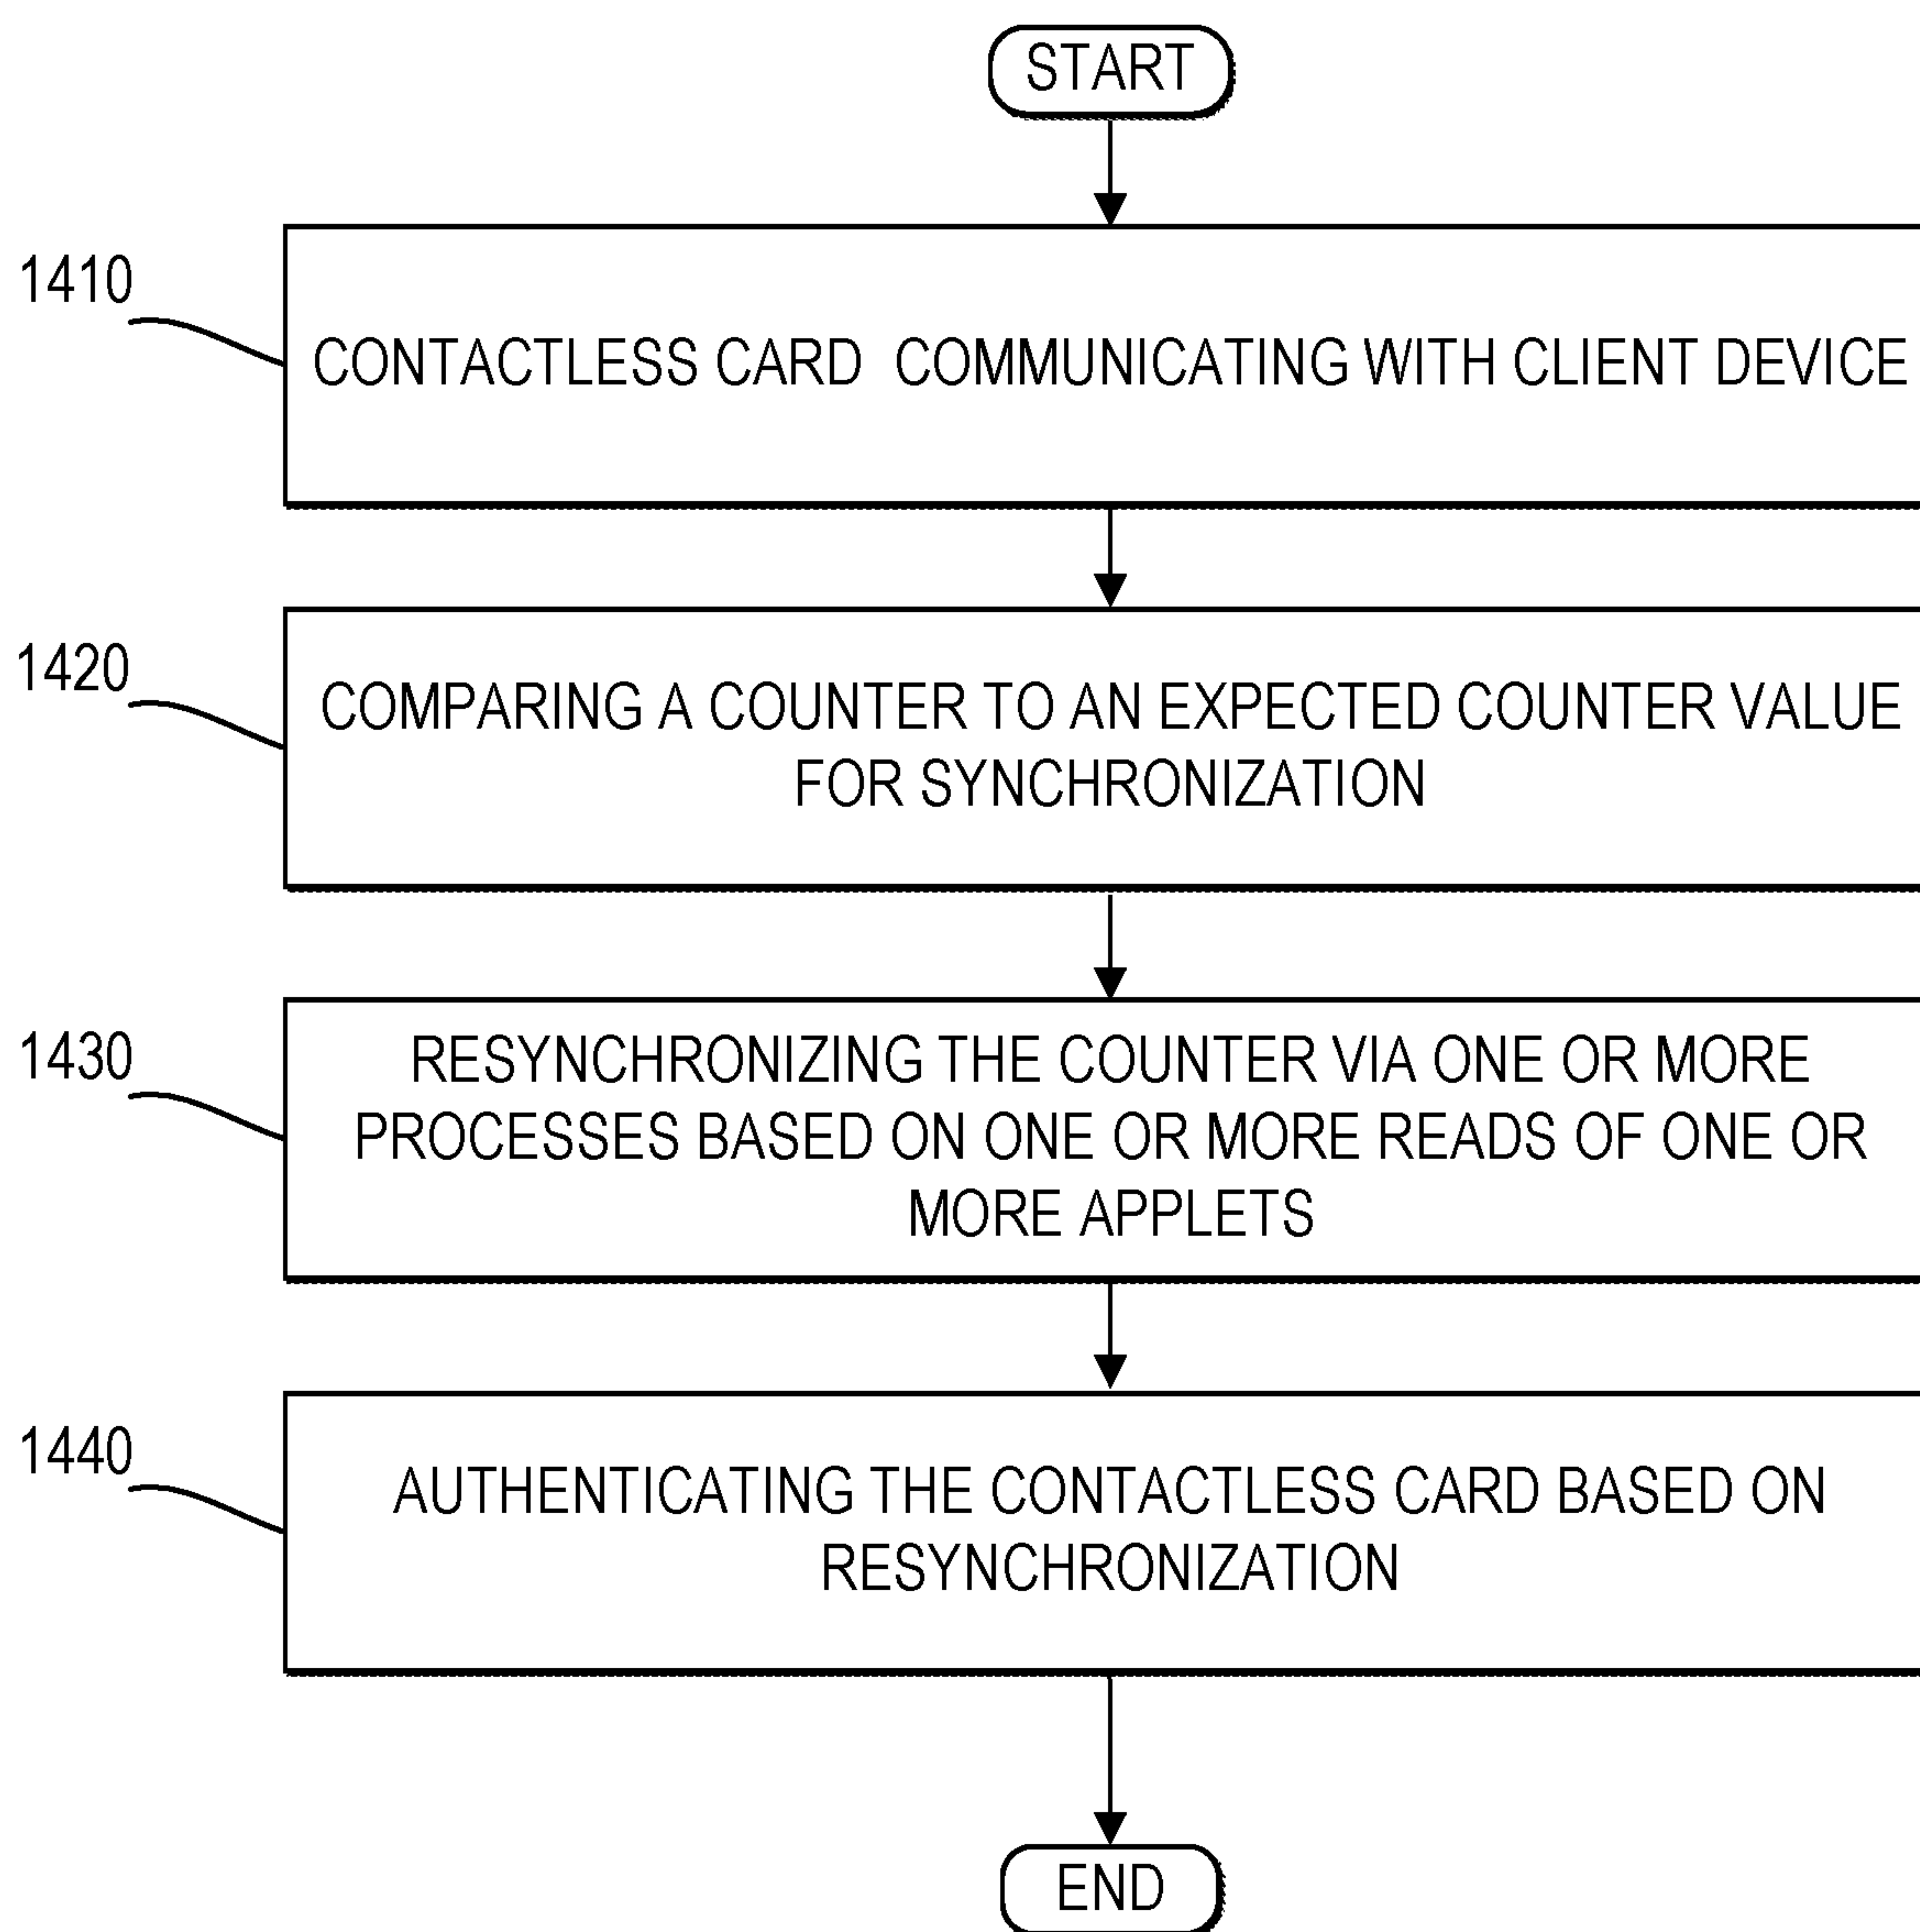 START
1410
CONTACTLESS CARD COMMUNICATING WITH CLIENT DEVICE
1420
COMPARING A COUNTER TO AN EXPECTED COUNTER VALUE
FOR SYNCHRONIZATION
1430
RESYNCHRONIZING THE COUNTER VIA ONE OR MORE
PROCESSES BASED ON ONE OR MORE READS OF ONE OR
MORE APPLETS
1440
AUTHENTICATING THE CONTACTLESS CARD BASED ON
RESYNCHRONIZATION
END